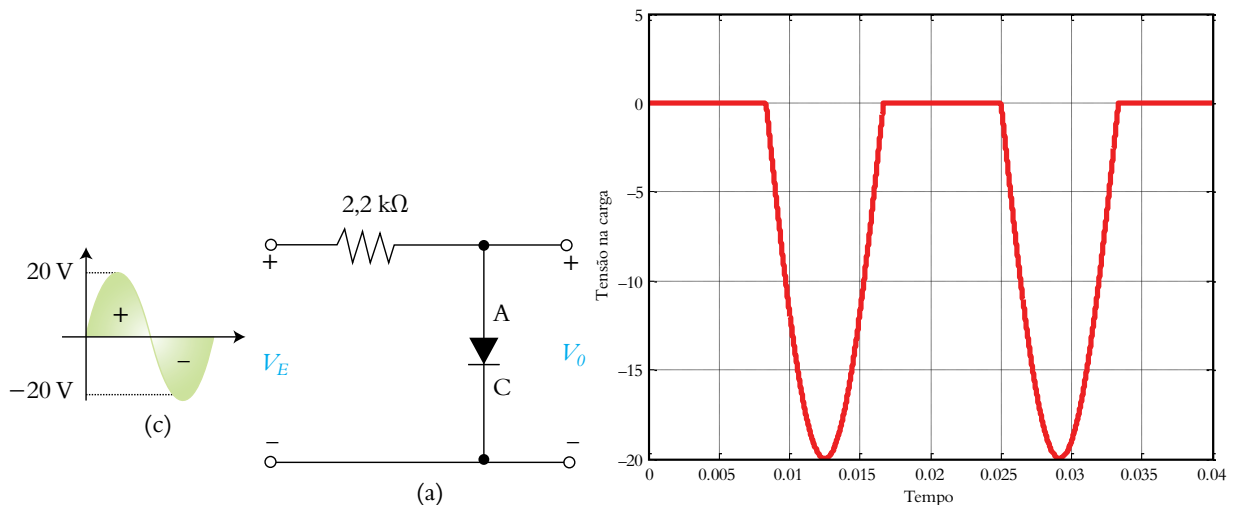 20 V
+
−
−20 V
(c)
2,2 kΩ
+
+
A
V_E
V_0
C
−
−
(a)
5
0
−5
−10
−15
−20
Tensão na carga
0 0.005 0.01 0.015 0.02 0.025 0.03 0.035 0.04
Tempo